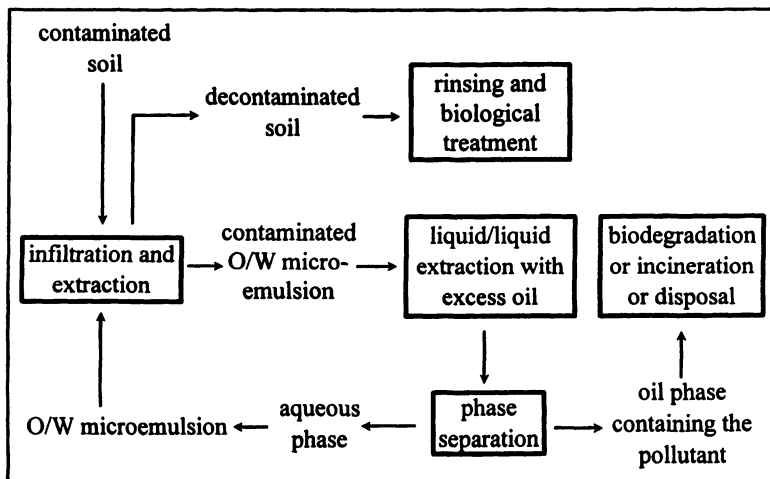 contaminated
soil
decontaminated
soil
rinsing and
biological
treatment
infiltration and
extraction
contaminated
O/W micro-
emulsion
liquid/liquid
extraction with
excess oil
biodegradation
or incineration
or disposal
O/W microemulsion
aqueous
phase
phase
separation
oil phase
containing the
pollutant